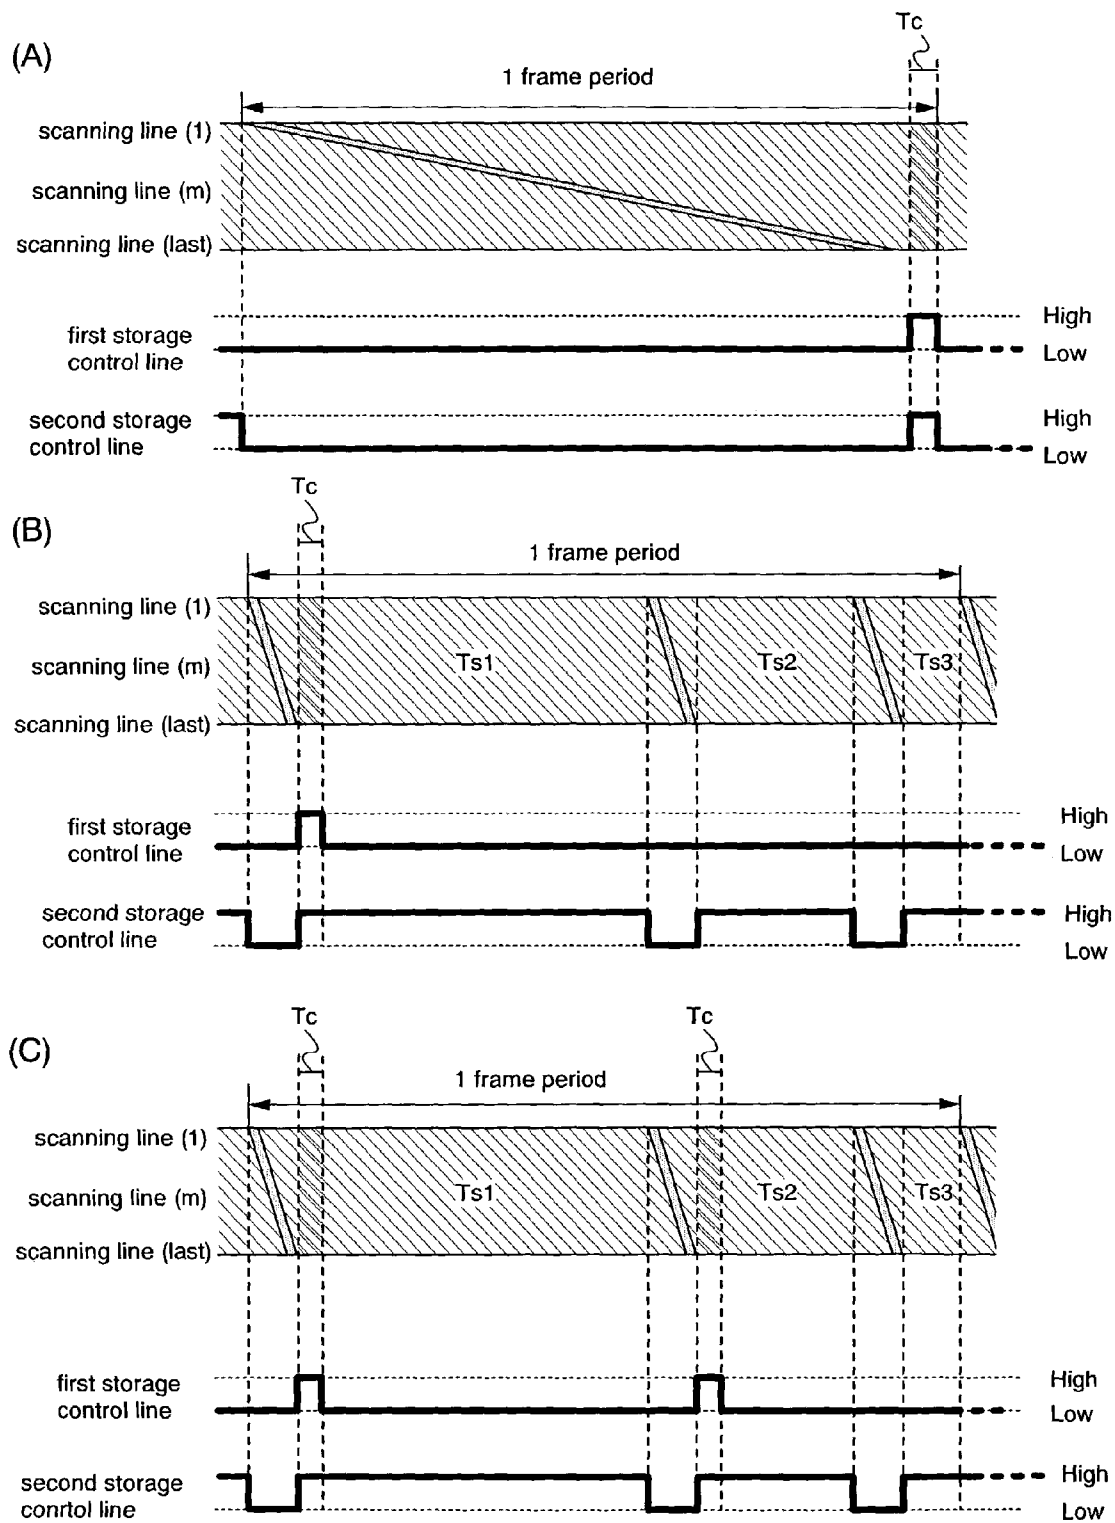 Tc
(A)
1 frame period
scanning line (1)
scanning line (m)
scanning line (last)
High
first storage
control line
Low
second storage
control line
High
Low
Tc
(B)
1 frame period
scanning line (1)
scanning line (m)
Ts1
Ts2
Ts3
scanning line (last)
first storage
control line
High
Low
second storage
control line
High
Low
Tc
Tc
(C)
1 frame period
scanning line (1)
scanning line (m)
Ts1
Ts2
Ts3
scanning line (last)
first storage
control line
High
Low
second storage
conrtol line
High
Low